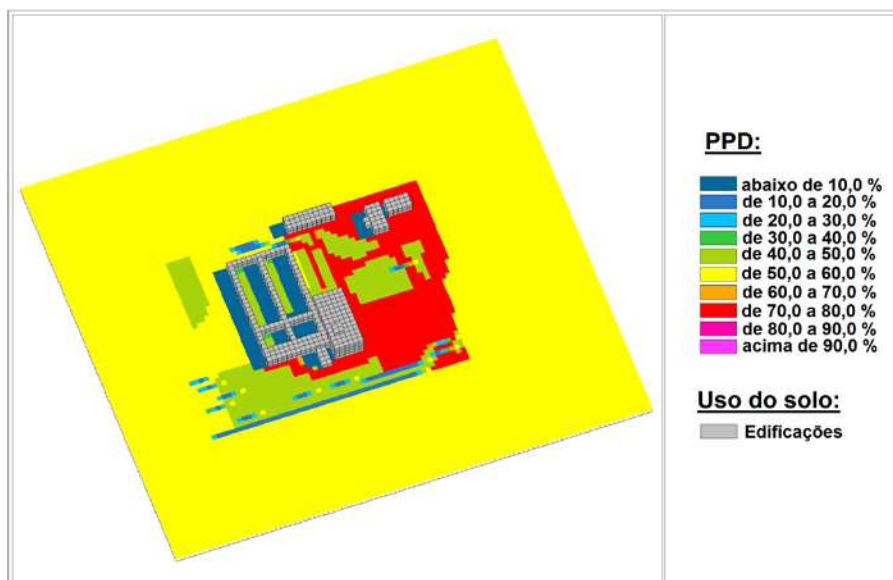 PPD:
abaixo de 10,0 %
de 10,0 a 20,0 %
de 20,0 a 30,0 %
de 30,0 a 40,0 %
de 40,0 a 50,0 %
de 50,0 a 60,0 %
de 60,0 a 70,0 %
de 70,0 a 80,0 %
de 80,0 a 90,0 %
acima de 90,0 %
Uso do solo:
Edificações